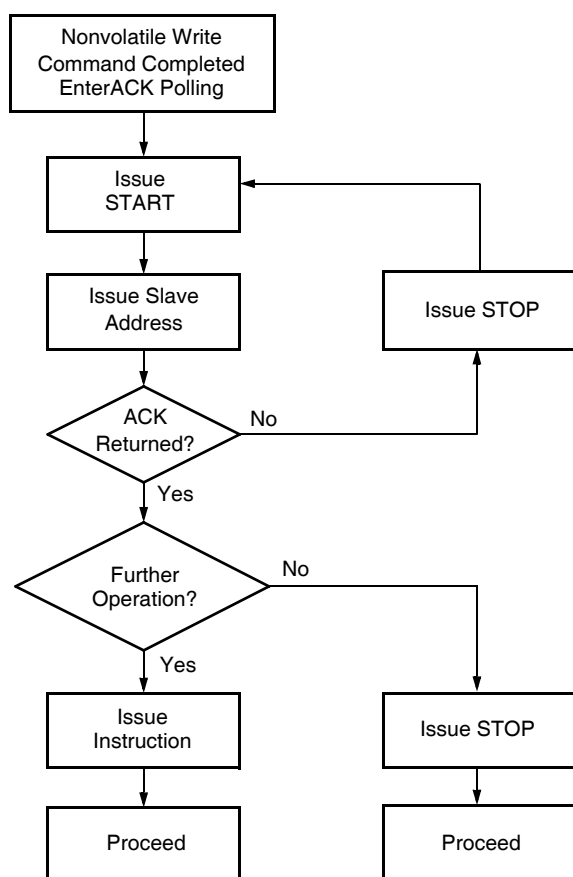 Nonvolatile Write
Command Completed
EnterACK Polling
Issue
START
Issue Slave
Address
Issue STOP
ACK
Returned?
No
Yes
Further
Operation?
No
Yes
Issue
Instruction
Issue STOP
Proceed
Proceed